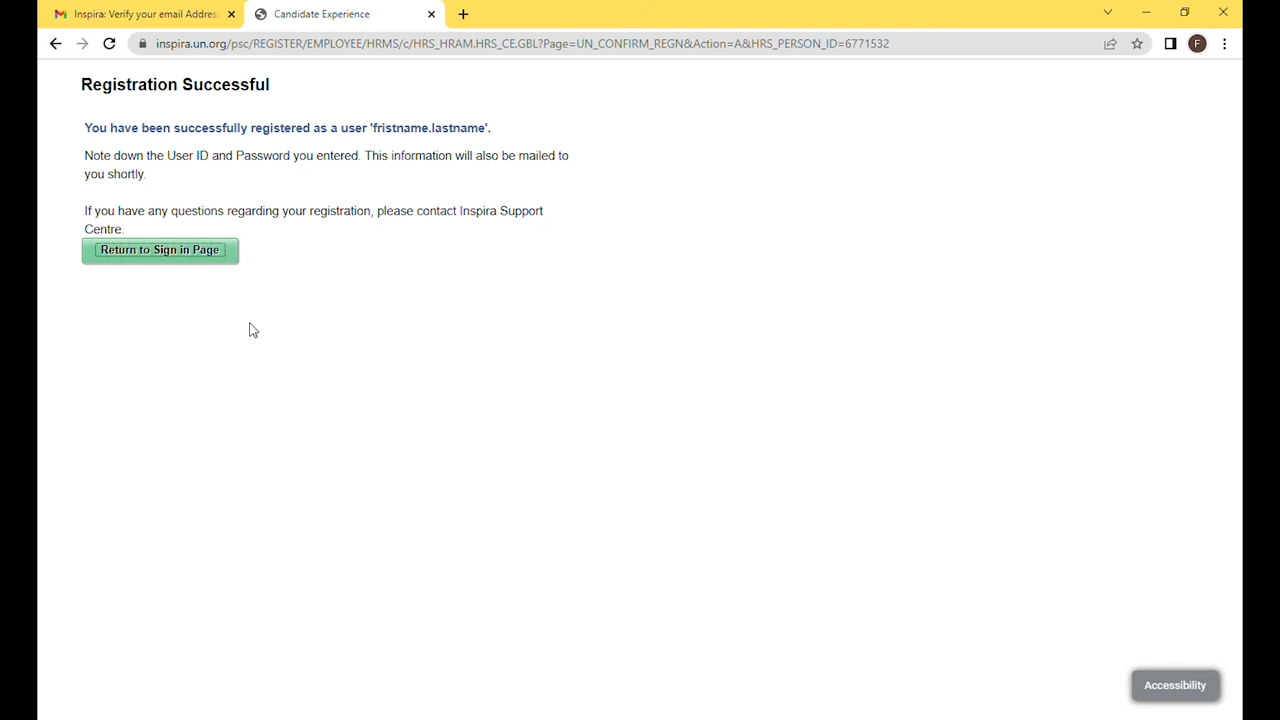 Inspira: Verify your email Addres
Candidate Experience
inspira.un.org/psc/REGISTER/EMPLOYEE/HRMS/c/HRS_HRAM.HRS_CE.GBL?Page=UN_CONFIRM_REGN&Action=A&HRS_PERSON_ID=6771532
F
Registration Successful
You have been successfully registered as a user 'fristname.lastname'.
Note down the User ID and Password you entered. This information will also be mailed to
you shortly.
If you have any questions regarding your registration, please contact Inspira Support
Centre.
Return to Sign in Page
Accessibility